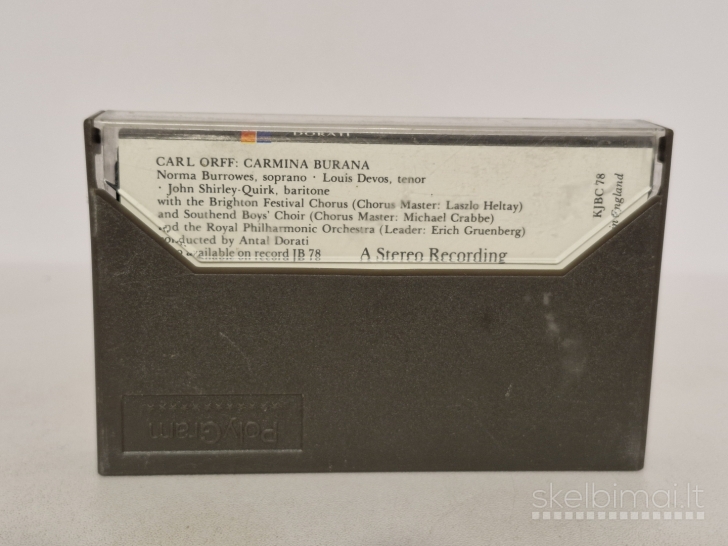 CARL ORFF: CARMINA BURANA
Norma Burrowes, soprano · Louis Devos, tenor
· John Shirley-Quirk, baritone
with the Brighton Festival Chorus (Chorus Master: Laszlo Heltay)
and Southend Boys' Choir (Chorus Master: Michael Crabbe)
and the Royal Philharmonic Orchestra (Leader: Erich Gruenberg)
conducted by Antal Dorati
available on record JB 78 A Stereo Recording
KJBC 78
England
PolyGram
skelbimai.lt